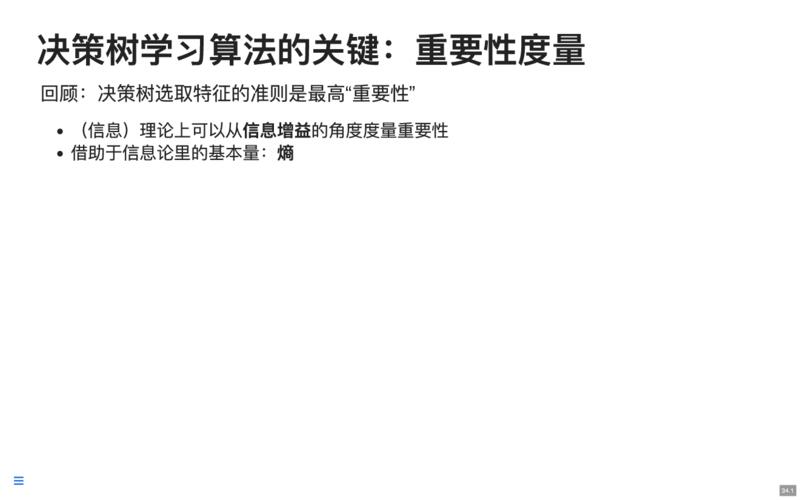 决策树学习算法的关键：重要性度量
回顾：决策树选取特征的准则是最高“重要性”
• （信息）理论上可以从信息增益的角度度量重要性
• 借助于信息论里的基本量：熵
34.1